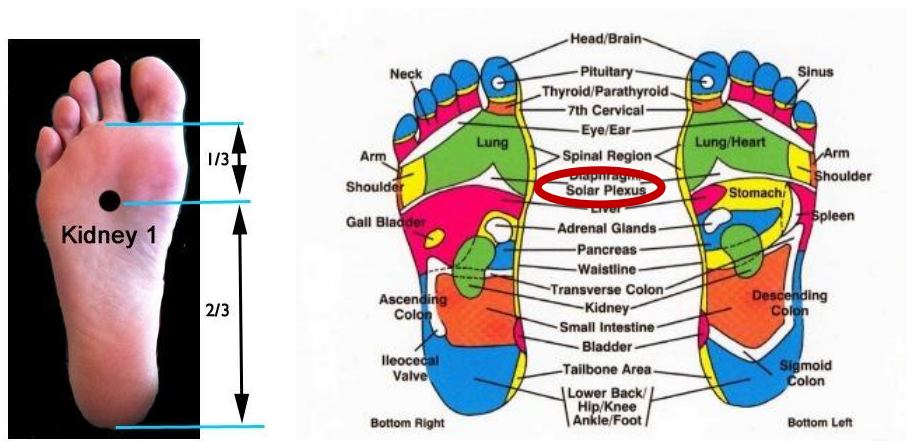 1/3
Kidney 1
2/3
Head/Brain
Neck
Pituitary
Sinus
Thyroid/Parathyroid
7th Cervical
Eye/Ear
Lung
Lung/Heart
Arm
Spinal Region
Arm
Diaphragm
Shoulder
Solar Plexus
Stomach
Shoulder
Liver
Gall Bladder
Adrenal Glands
Spleen
Pancreas
Waistline
Transverse Colon
Ascending
Colon
Kidney
Descending
Colon
Small Intestine
Bladder
Ileocecal
Valve
Tailbone Area
Sigmoid
Colon
Lower Back/
Hip/Knee
Ankle/Foot
Bottom Right
Bottom Left